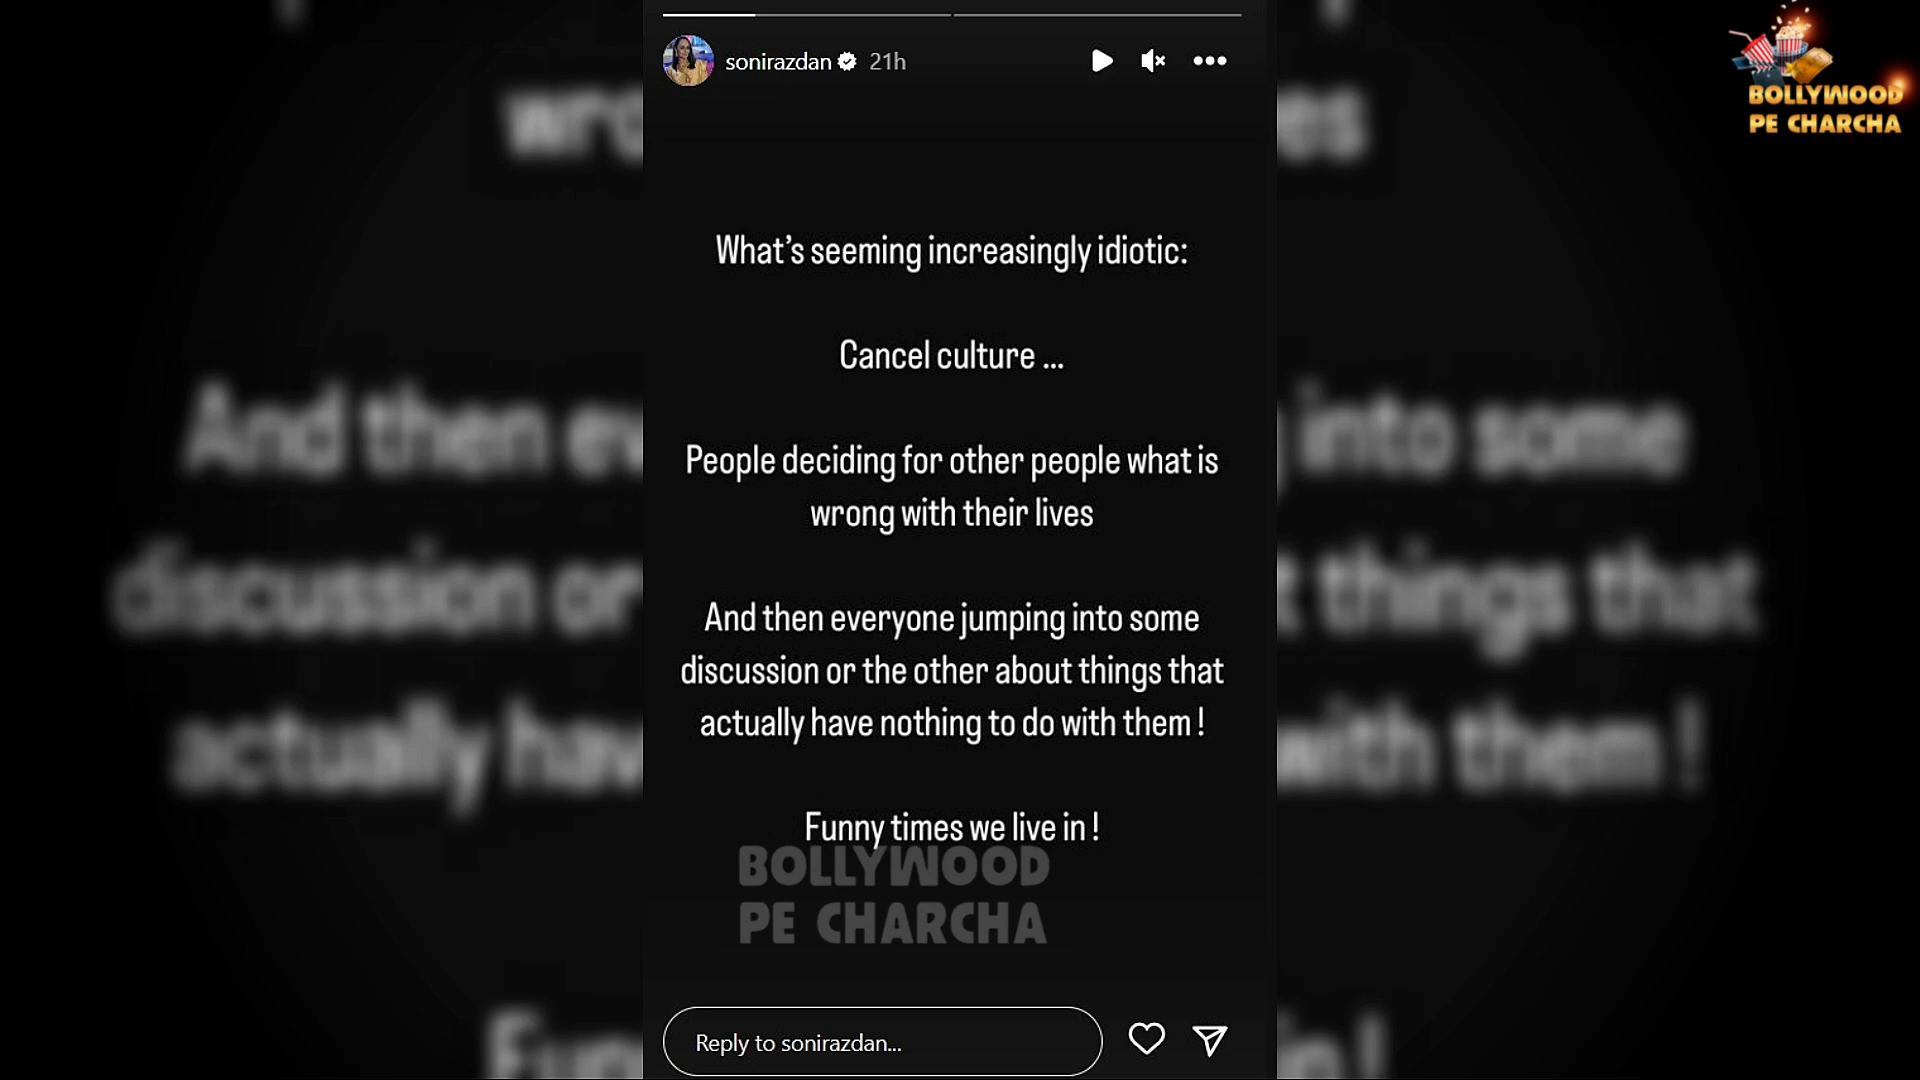 sonirazdan 21h
BOLLYWOOD
PE CHARCHA
What's seeming increasingly idiotic:
Cancel culture ...
People deciding for other people what is
wrong with their lives
And then everyone jumping into some
discussion or the other about things that
actually have nothing to do with them !
Funny times we live in !
BOLLYWOOD
PE CHARCHA
Reply to sonirazdan...